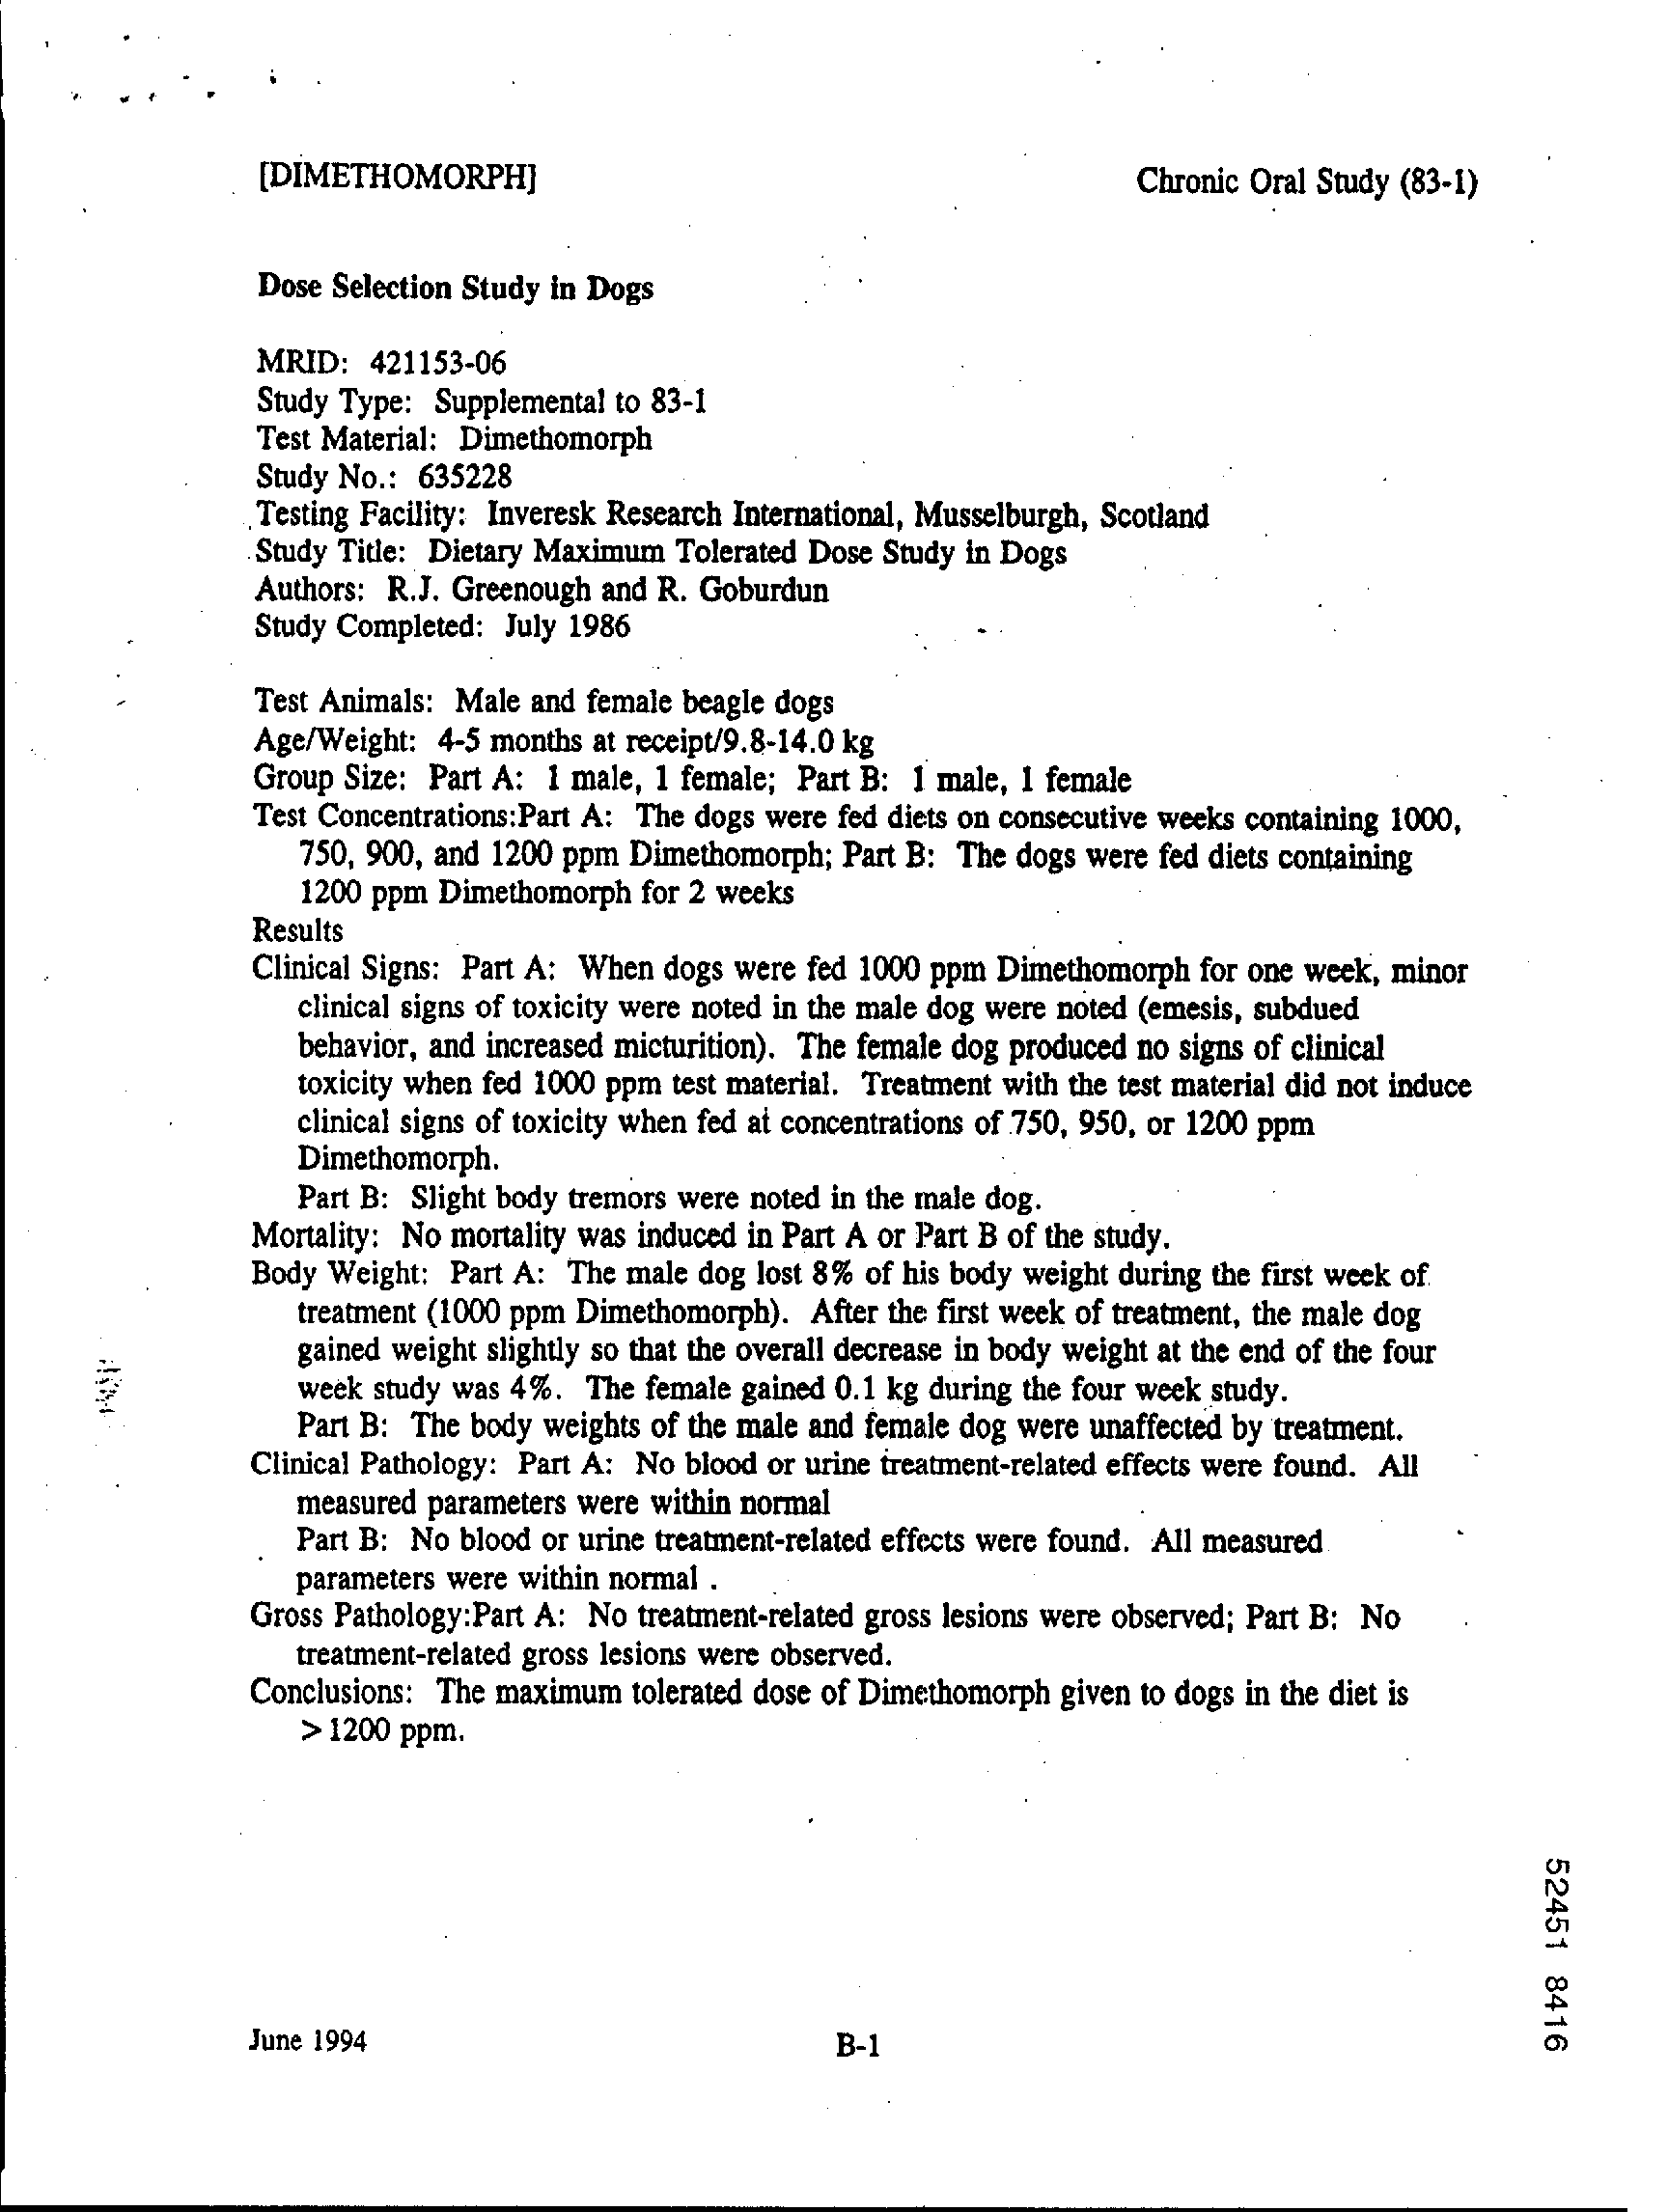 [DIMETHOMORPH]
Chronic Oral Study (83-1)
Dose Selection Study in Dogs
MRID: 421153-06
Study Type: Supplemental to 83-1
Test Material: Dimethomorph
Study No.: 635228
Testing Facility: Inveresk Research International, Musselburgh, Scotland
Study Title: Dietary Maximum Tolerated Dose Study in Dogs
Authors: R.J. Greenough and R. Goburdun
Study Completed: July 1986
Test Animals: Male and female beagle dogs
Age/Weight: 4-5 months at receipt/9.8-14.0 kg
Group Size: Part A: 1 male, 1 female; Part B: 1 male, 1 female
Test Concentrations:Part A: The dogs were fed diets on consecutive weeks containing 1000,
750, 900, and 1200 ppm Dimethomorph; Part B: The dogs were fed diets containing
1200 ppm Dimethomorph for 2 weeks
Results
Clinical Signs: Part A: When dogs were fed 1000 ppm Dimethomorph for one week, minor
clinical signs of toxicity were noted in the male dog were noted (emesis, subdued
behavior, and increased micturition). The female dog produced no signs of clinical
toxicity when fed 1000 ppm test material. Treatment with the test material did not induce
clinical signs of toxicity when fed at concentrations of 750, 950, or 1200 ppm
Dimethomorph.
Part B: Slight body tremors were noted in the male dog.
Mortality: No mortality was induced in Part A or Part B of the study.
Body Weight: Part A: The male dog lost 8% of his body weight during the first week of
treatment (1000 ppm Dimethomorph). After the first week of treatment, the male dog
gained weight slightly so that the overall decrease in body weight at the end of the four
week study was 4%. The female gained 0.1 kg during the four week study.
Part B: The body weights of the male and female dog were unaffected by treatment.
Clinical Pathology: Part A: No blood or urine treatment-related effects were found. All
measured parameters were within normal
Part B: No blood or urine treatment-related effects were found. All measured
parameters were within normal .
Gross Pathology:Part A: No treatment-related gross lesions were observed; Part B: No
treatment-related gross lesions were observed.
Conclusions: The maximum tolerated dose of Dimethomorph given to dogs in the diet is
>1200 ppm.
52451 8416
June 1994
B-1